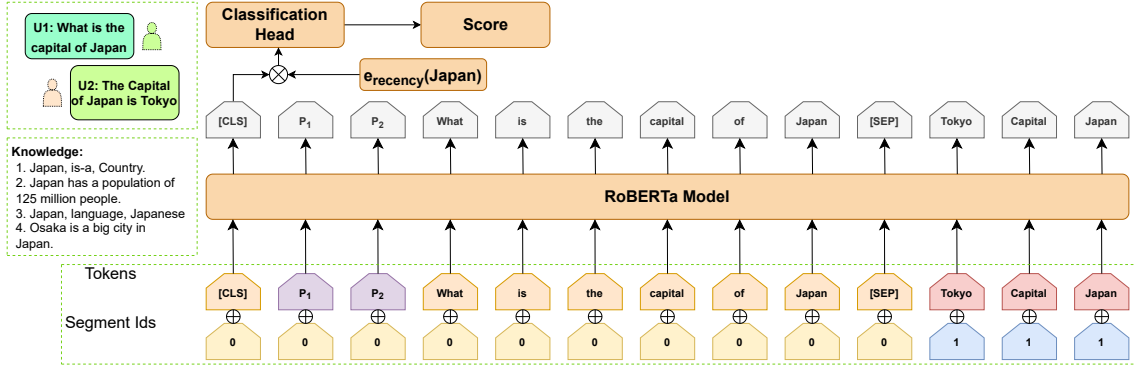 U1: What is the
capital of Japan
U2: The Capital
of Japan is Tokyo
Knowledge:
1. Japan, is-a, Country.
2. Japan has a population of
125 million people.
3. Japan, language, Japanese
4. Osaka is a big city in
Japan.
Classification
Head
Score
e_recency(Japan)
[CLS] P_1 P_2 What is the capital of Japan [SEP] Tokyo Capital Japan
RoBERTa Model
Tokens
[CLS] P_1 P_2 What is the capital of Japan [SEP] Tokyo Capital Japan
Segment Ids
0 0 0 0 0 0 0 0 0 0 1 1 1